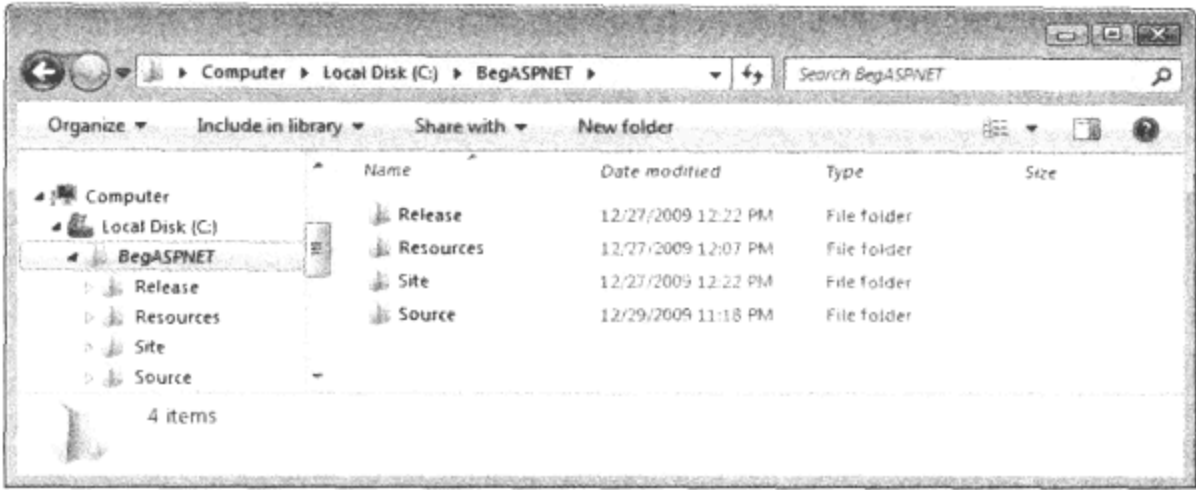 Computer ▸ Local Disk (C:) ▸ BegASPNET ▸ Search BegASPNET
Organize Include in library Share with New folder
Name Date modified Type Size
Computer
Local Disk (C:)
BegASPNET
Release
Resources
Site
Source
Release 12/27/2009 12:22 PM File folder
Resources 12/27/2009 12:07 PM File folder
Site 12/27/2009 12:22 PM File folder
Source 12/29/2009 11:18 PM File folder
4 items